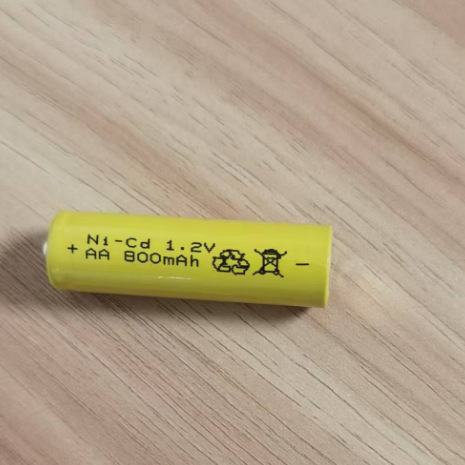 + Ni-Cd 1.2V
AA 800mAh -